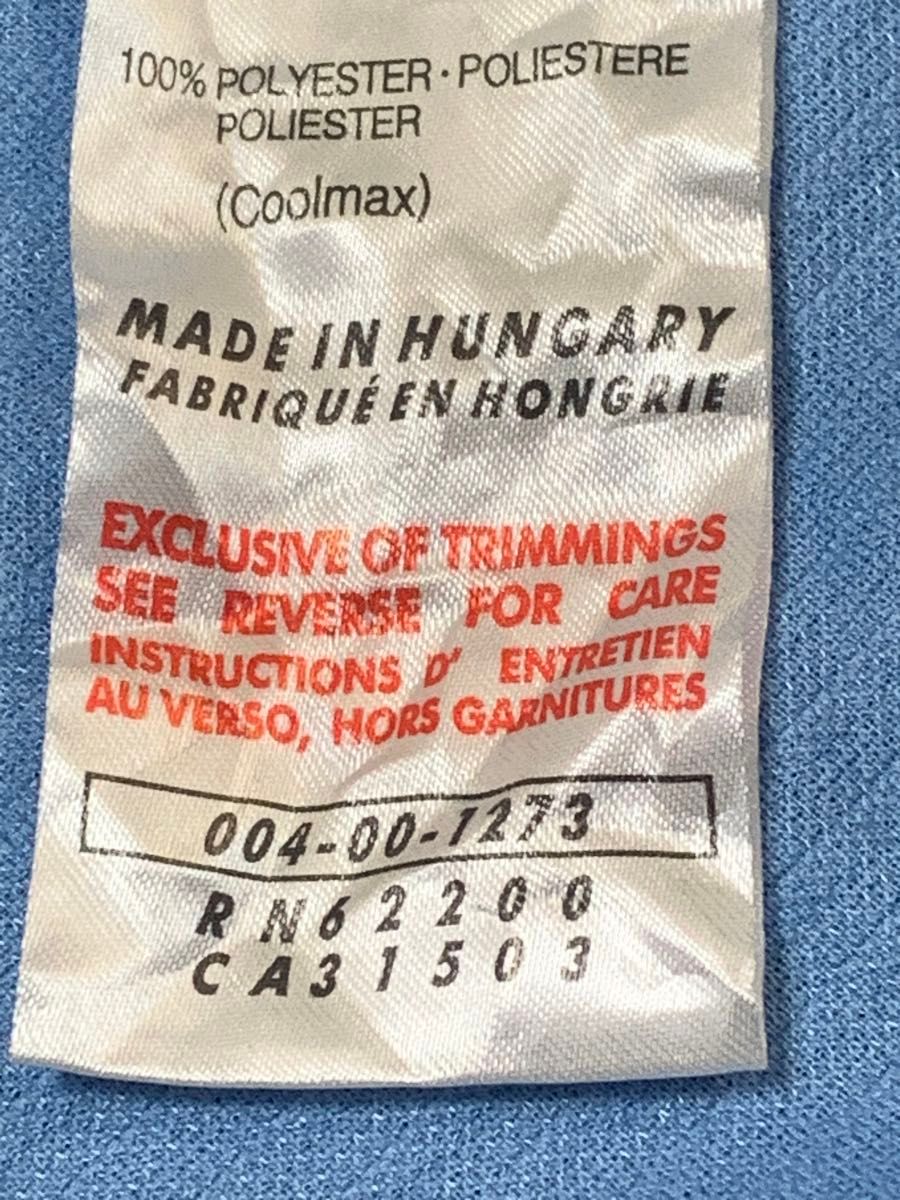 100% POLYESTER · POLIESTERE
POLIESTER
(Coolmax)
MADE IN HUNGARY
FABRIQUÉ EN HONGRIE
EXCLUSIVE OF TRIMMINGS
SEE REVERSE FOR CARE
INSTRUCTIONS D' ENTRETIEN
AU VERSO, HORS GARNITURES
004-00-1273
RN62200
CA31503